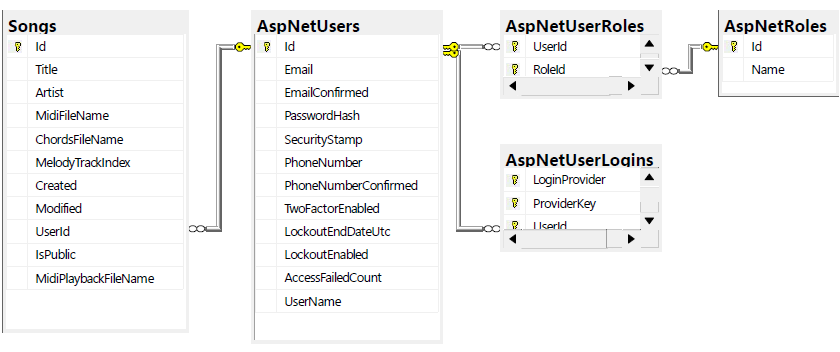 Songs
Id
Title
Artist
MidiFileName
ChordsFileName
MelodyTrackIndex
Created
Modified
UserId
IsPublic
MidiPlaybackFileName
AspNetUsers
Id
Email
EmailConfirmed
PasswordHash
SecurityStamp
PhoneNumber
PhoneNumberConfirmed
TwoFactorEnabled
LockoutEndDateUtc
LockoutEnabled
AccessFailedCount
UserName
AspNetUserRoles
UserId
RoleId
AspNetRoles
Id
Name
AspNetUserLogins
LoginProvider
ProviderKey
UserId